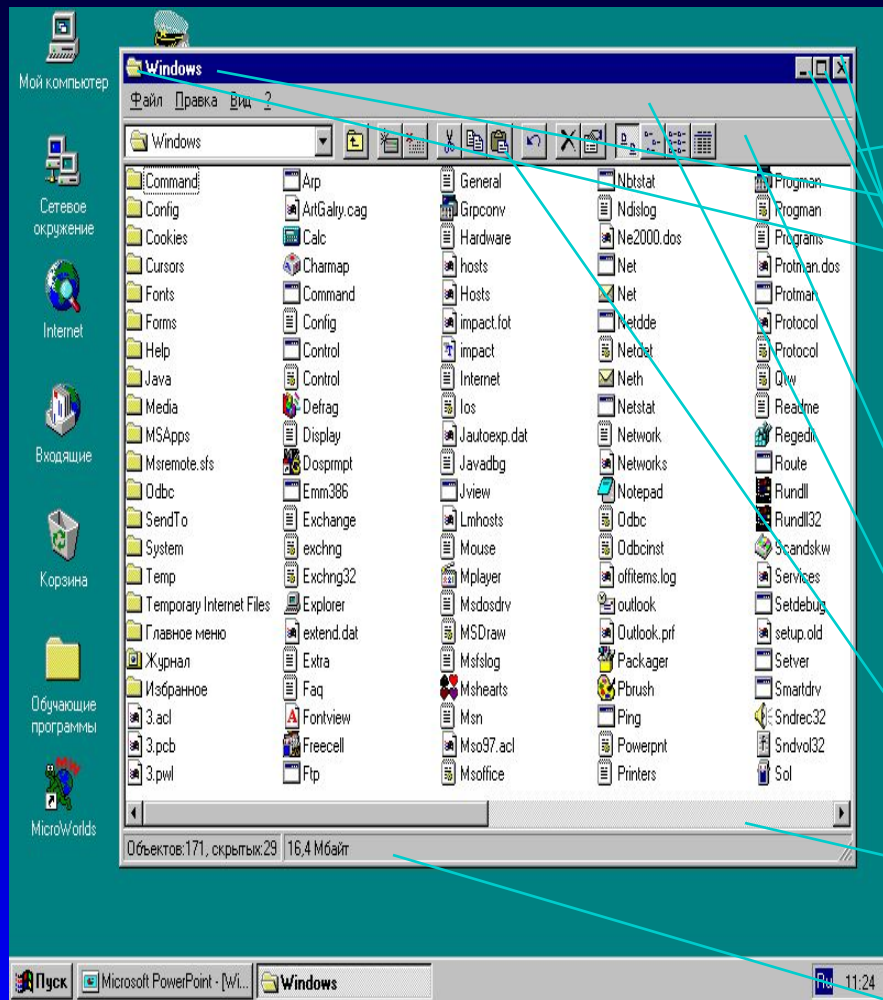 Мой компьютер
Сетевое
окружение
Internet
Входящие
Корзина
Обучающие
программы
MicroWorlds
Windows
Файл Правка Вид ?
Windows
Command
Config
Cookies
Cursors
Fonts
Forms
Help
Java
Media
MSApps
Msremote.sfs
Odbc
SendTo
System
Temp
Temporary Internet Files
Главное меню
Журнал
Избранное
3.acl
3.pcb
3.pwl
Arp
ArtGalry.cag
Calc
Charmap
Command
Config
Control
Control
Defrag
Display
Dosprmpt
Emm386
Exchange
exchng
Exchng32
Explorer
extend.dat
Extra
Faq
Fontview
Freecell
Ftp
General
Grpconv
Hardware
hosts
Hosts
impact.fot
impact
Internet
Ios
Jautoexp.dat
Javadbg
Jview
Lmhosts
Mouse
Mplayer
Msdosdrv
MSDraw
Msfslog
Mshearts
Msn
Mso97.acl
Msoffice
Nbtstat
Ndislog
Ne2000.dos
Net
Net
Netdde
Netdet
Neth
Netstat
Network
Networks
Notepad
Odbc
Odbcinst
offitems.log
outlook
Outlook.prf
Packager
Pbrush
Ping
Powerpnt
Printers
Progman
Progman
Programs
Protman.dos
Protman
Protocol
Protocol
Qtw
Readme
Regedit
Route
Rundll
Rundll32
Scandskw
Services
Setdebug
setup.old
Setver
Smartdrv
Sndrec32
Sndvol32
Sol
Объектов:171, скрытых:29 16,4 Мбайт
Пуск Microsoft PowerPoint - [Wi... Windows Ru 11:24